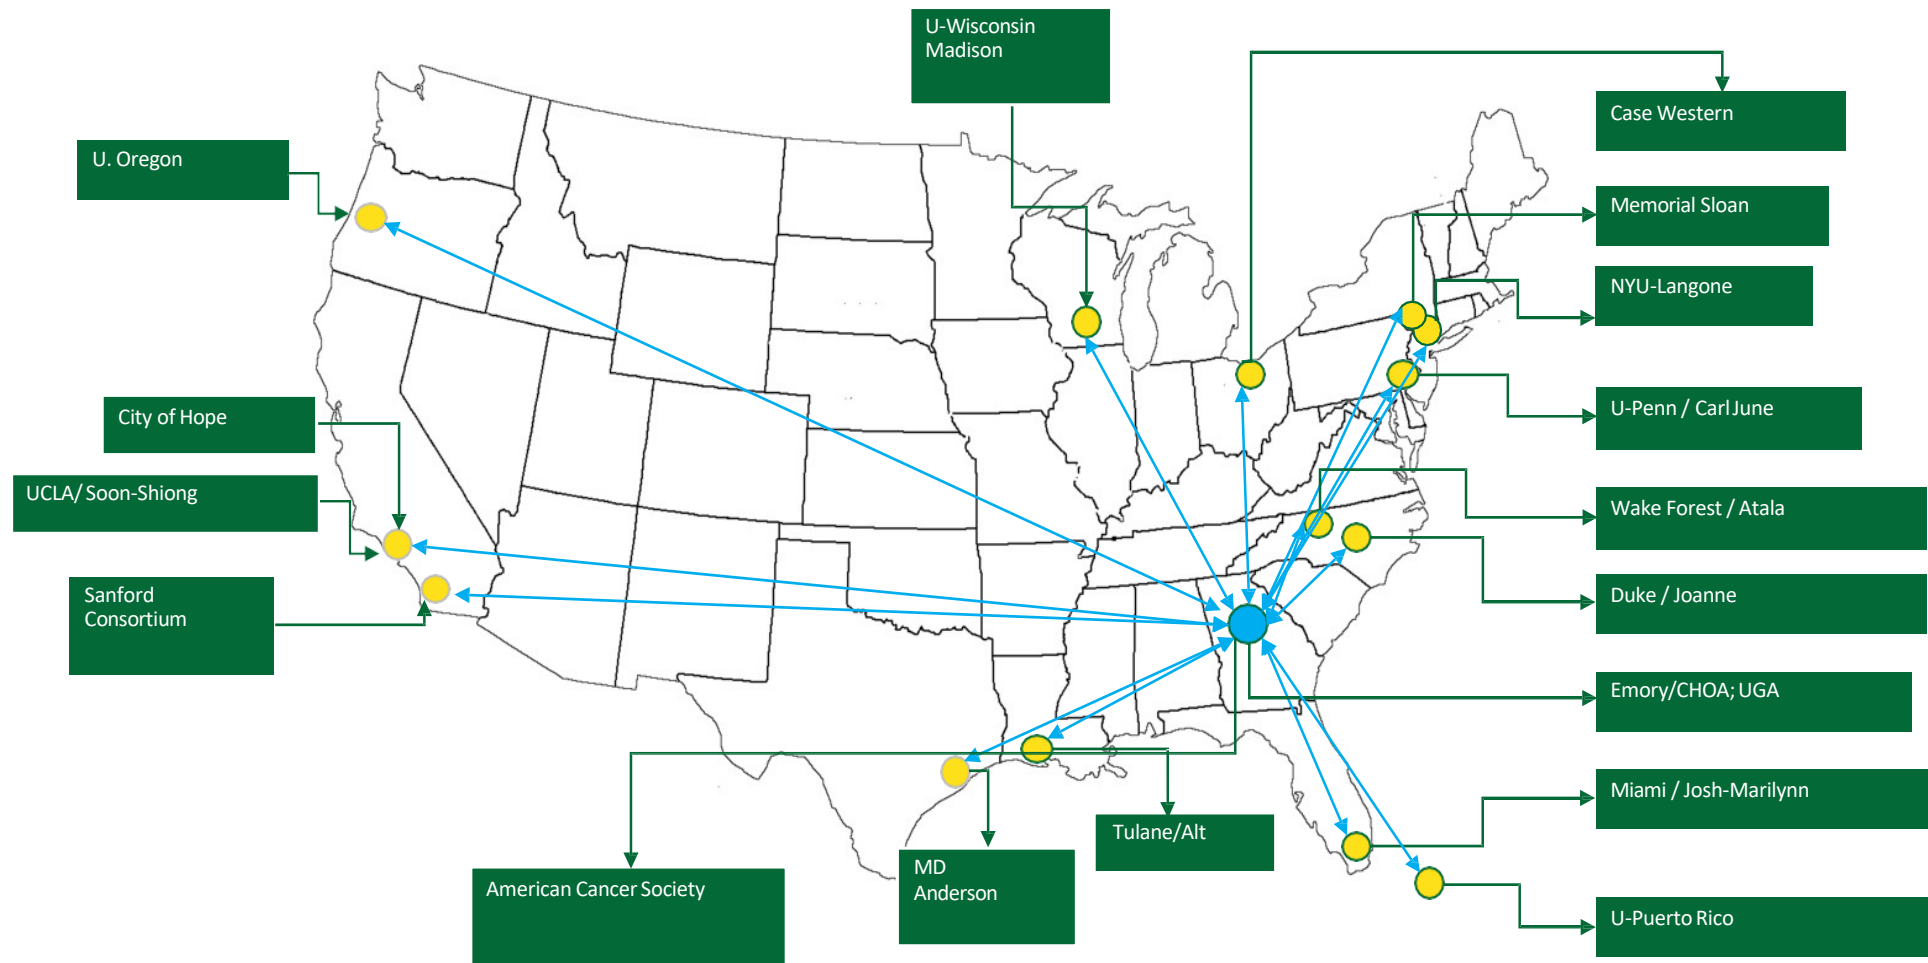 U-Wisconsin
Madison
Case Western
U. Oregon
Memorial Sloan
NYU-Langone
City of Hope
U-Penn / Carl June
UCLA/ Soon-Shiong
Wake Forest / Atala
Sanford
Consortium
Duke / Joanne
Emory/CHOA; UGA
Miami / Josh-Marilynn
Tulane/Alt
MD
Anderson
American Cancer Society
U-Puerto Rico